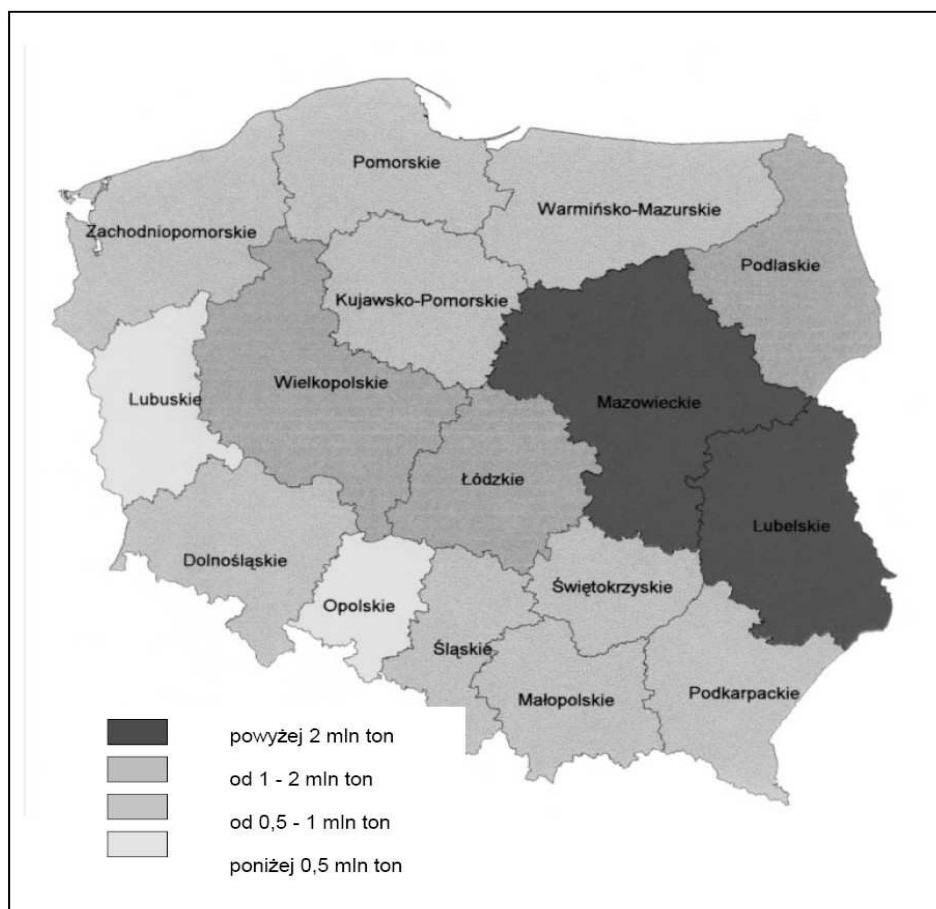 Pomorskie
Warmińsko-Mazurskie
Zachodniopomorskie
Podlaskie
Kujawsko-Pomorskie
Wielkopolskie
Lubuskie
Mazowieckie
Łódzkie
Lubelskie
Dolnośląskie
Świętokrzyskie
Opolskie
Śląskie
Małopolskie
Podkarpackie
powyżej 2 mln ton
od 1 - 2 mln ton
od 0,5 - 1 mln ton
poniżej 0,5 mln ton